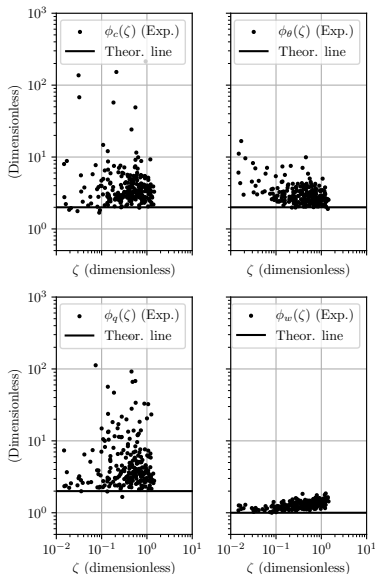 10^3
10^2
10^1
10^0
(Dimensionless)
ϕ_c(ζ) (Exp.)
Theor. line
ζ (dimensionless)
ϕ_θ(ζ) (Exp.)
Theor. line
ζ (dimensionless)
10^3
10^2
10^1
10^0
(Dimensionless)
ϕ_q(ζ) (Exp.)
Theor. line
10^-2 10^-1 10^0 10^1
ζ (dimensionless)
ϕ_w(ζ) (Exp.)
Theor. line
10^-2 10^-1 10^0 10^1
ζ (dimensionless)